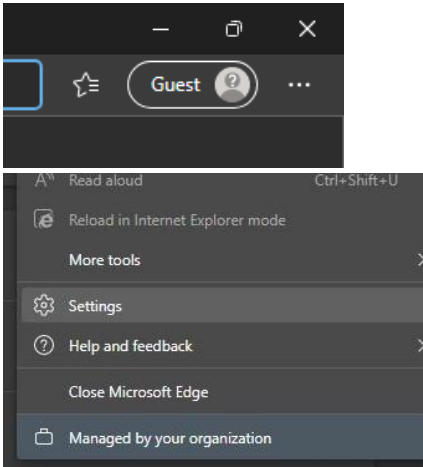 Guest
Read aloud Ctrl+Shift+U
Reload in Internet Explorer mode
More tools
Settings
Help and feedback
Close Microsoft Edge
Managed by your organization